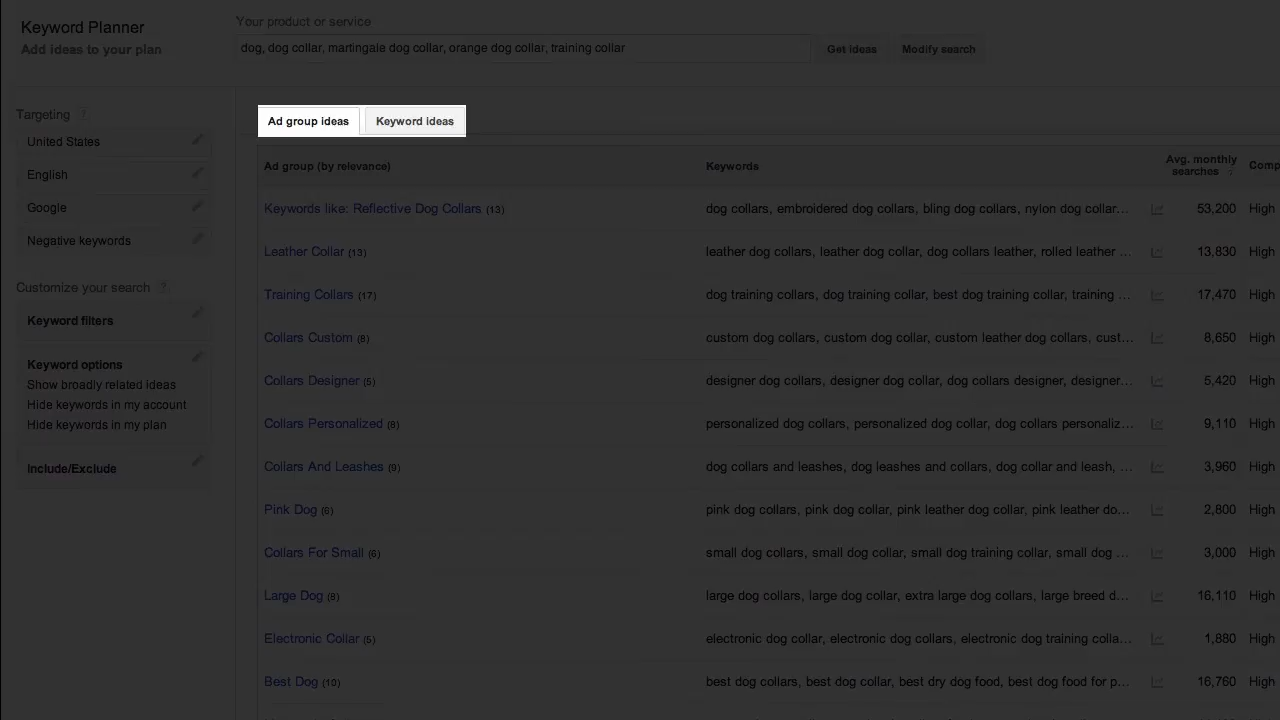 Keyword Planner
Add ideas to your plan
Your product or service
dog, dog collar, martingale dog collar, orange dog collar, training collar
Get ideas
Modify search
Targeting ?
United States
English
Google
Negative keywords
Customize your search ?
Keyword filters
Keyword options
Show broadly related ideas
Hide keywords in my account
Hide keywords in my plan
Include/Exclude
Ad group ideas
Keyword ideas
Ad group (by relevance) Keywords Avg. monthly searches ? Comp
Keywords like: Reflective Dog Collars (13) dog collars, embroidered dog collars, bling dog collars, nylon dog collar… 53,200 High
Leather Collar (13) leather dog collars, leather dog collar, dog collars leather, rolled leather … 13,830 High
Training Collars (17) dog training collars, dog training collar, best dog training collar, training … 17,470 High
Collars Custom (8) custom dog collars, custom dog collar, custom leather dog collars, cust… 8,650 High
Collars Designer (5) designer dog collars, designer dog collar, dog collars designer, designer… 5,420 High
Collars Personalized (8) personalized dog collars, personalized dog collar, dog collars personaliz… 9,110 High
Collars And Leashes (9) dog collars and leashes, dog leashes and collars, dog collar and leash, … 3,960 High
Pink Dog (6) pink dog collars, pink dog collar, pink leather dog collar, pink leather do… 2,800 High
Collars For Small (6) small dog collars, small dog collar, small dog training collar, small dog … 3,000 High
Large Dog (8) large dog collars, large dog collar, extra large dog collars, large breed d… 16,110 High
Electronic Collar (5) electronic dog collar, electronic dog collars, electronic dog training colla… 1,880 High
Best Dog (10) best dog collars, best dog collar, best dry dog food, best dog food for p… 16,760 High